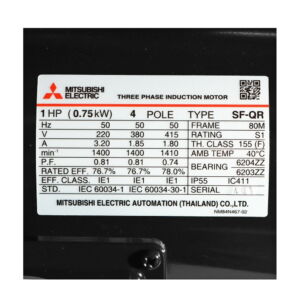 MITSUBISHI
ELECTRIC
THREE PHASE INDUCTION MOTOR
1 HP (0.75kW) 4 POLE TYPE SF-QR
Hz 50 50 50 FRAME 80M
V 220 380 415 RATING S1
A 3.20 1.85 1.80 TH. CLASS 155 (F)
min⁻¹ 1400 1400 1410 AMB TEMP 40°C
P.F. 0.81 0.81 0.74 BEARING 6204ZZ
RATED EFF. 76.7% 76.7% 78.0% 6203ZZ
EFF. CLASS IE1 IE1 IE1 IP55 IC411
STD. IEC 60034-1 IEC 60034-30-1 SERIAL
MITSUBISHI ELECTRIC AUTOMATION (THAILAND) CO.,LTD.
NM84N467-92